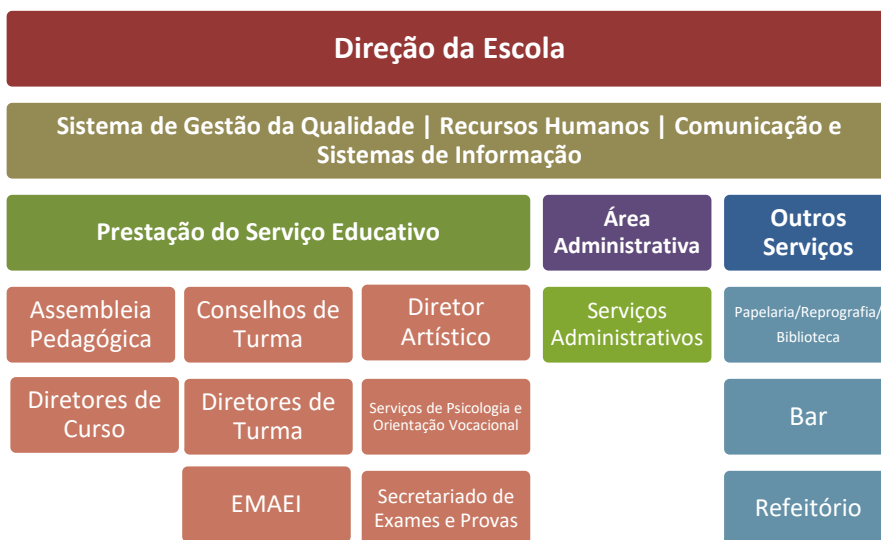 Direção da Escola
Sistema de Gestão da Qualidade | Recursos Humanos | Comunicação e
Sistemas de Informação
Prestação do Serviço Educativo
Área
Administrativa
Outros
Serviços
Assembleia
Pedagógica
Conselhos de
Turma
Diretor
Artístico
Serviços
Administrativos
Papelaria/Reprografia/
Biblioteca
Diretores de
Curso
Diretores de
Turma
Serviços de Psicologia e
Orientação Vocacional
Bar
EMAEI
Secretariado de
Exames e Provas
Refeitório